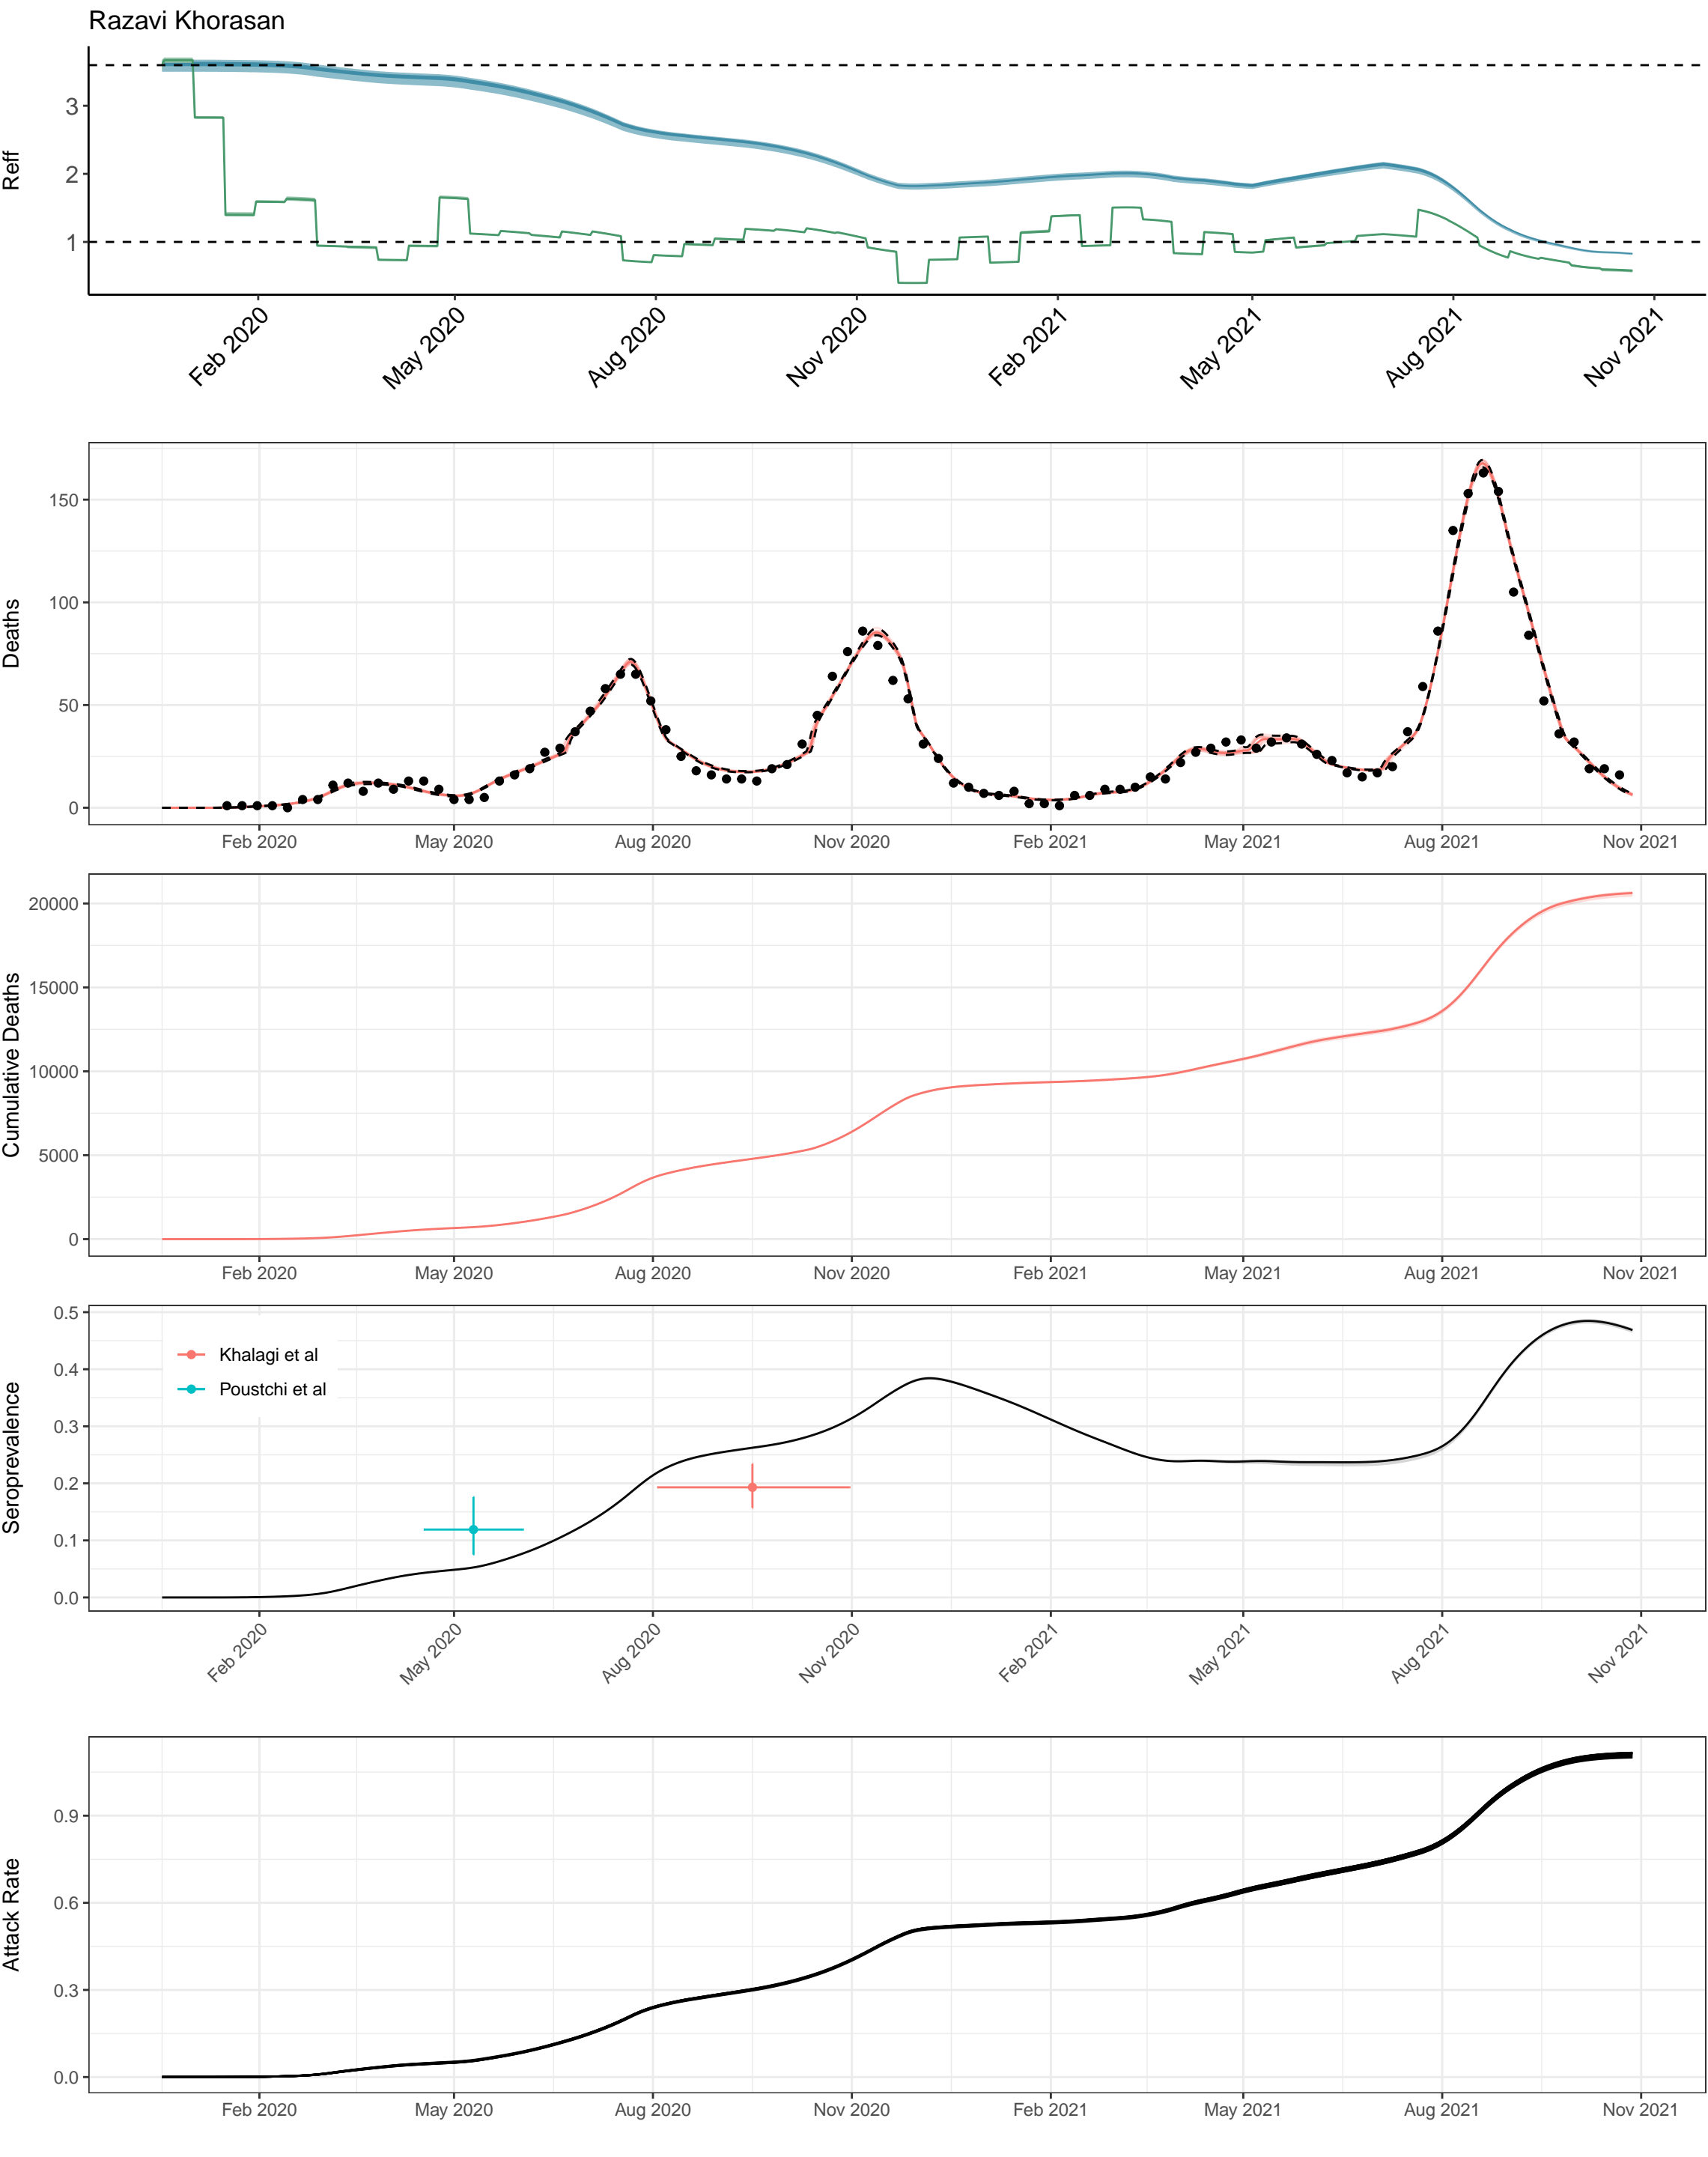 Razavi Khorasan
Reff
3
2
1
Feb 2020 May 2020 Aug 2020 Nov 2020 Feb 2021 May 2021 Aug 2021 Nov 2021
Deaths
150
100
50
0
Feb 2020 May 2020 Aug 2020 Nov 2020 Feb 2021 May 2021 Aug 2021 Nov 2021
Cumulative Deaths
20000
15000
10000
5000
0
Feb 2020 May 2020 Aug 2020 Nov 2020 Feb 2021 May 2021 Aug 2021 Nov 2021
Seroprevalence
0.5
0.4
0.3
0.2
0.1
0.0
Khalagi et al
Poustchi et al
Feb 2020 May 2020 Aug 2020 Nov 2020 Feb 2021 May 2021 Aug 2021 Nov 2021
Attack Rate
0.9
0.6
0.3
0.0
Feb 2020 May 2020 Aug 2020 Nov 2020 Feb 2021 May 2021 Aug 2021 Nov 2021